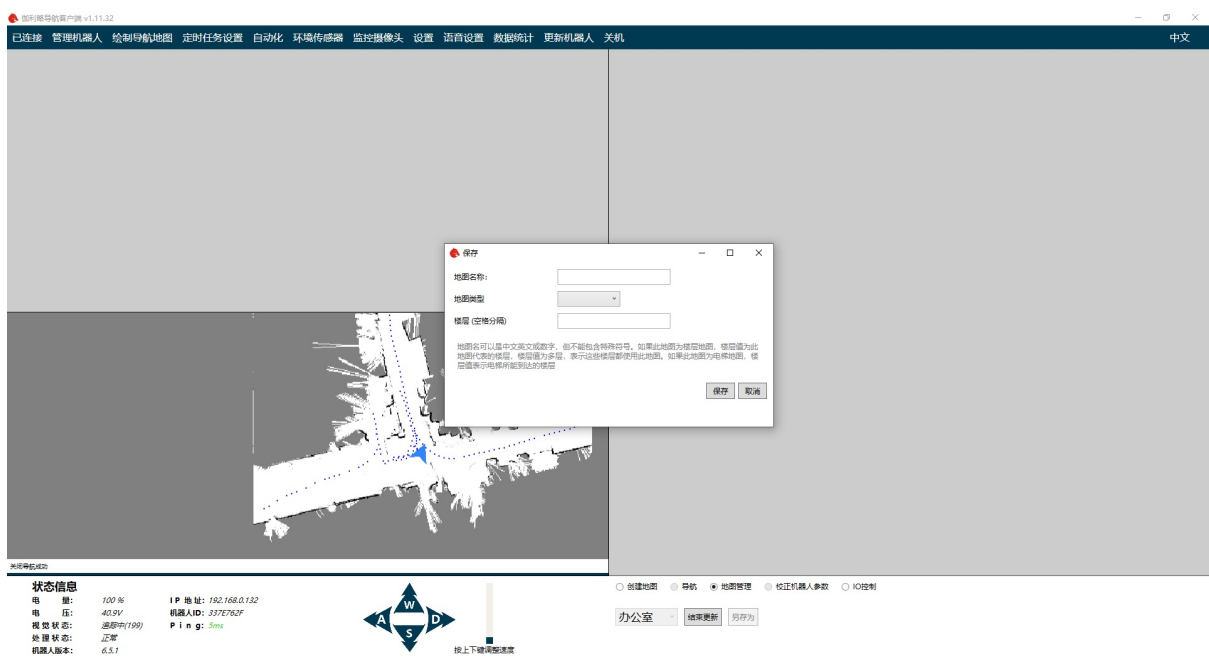 伽利略导航客户端 v1.11.32
已连接 管理机器人 绘制导航地图 定时任务设置 自动化 环境传感器 监控摄像头 设置 语音设置 数据统计 更新机器人 关机 中文
保存
地图名称:
地图类型
楼层 (空格分隔)
地图名可以是中文英文或数字，但不能包含特殊符号。如果此地图为楼层地图，楼层值为此
地图代表的楼层，楼层值为多层，表示这些楼层都使用此地图。如果此地图为电梯地图，楼
层值表示电梯所能到达的楼层
保存 取消
关闭导航成功
状态信息
电 量: 100 % I P 地 址: 192.168.0.132
电 压: 40.9V 机器人ID: 337E762F
视 觉 状 态: 追踪中(199) P i n g: 5ms
处 理 状 态: 正常
机器人版本: 6.5.1
W
A D
S
按上下键调整速度
创建地图 导航 地图管理 校正机器人参数 IO控制
办公室 结束更新 另存为